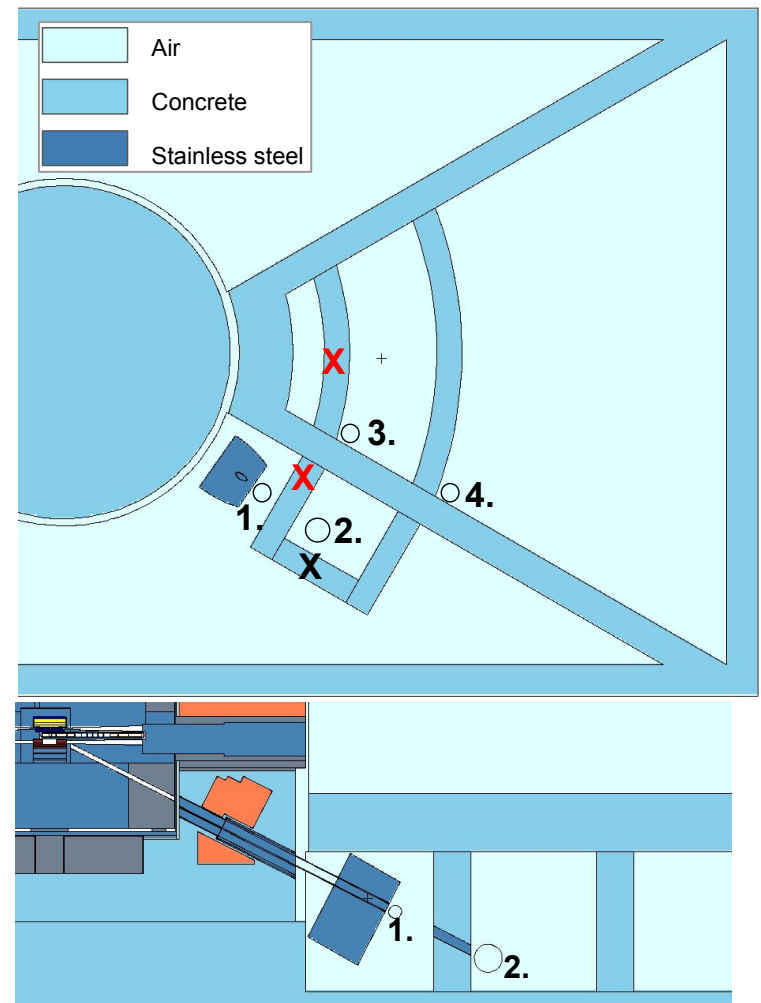 Air
Concrete
Stainless steel
X
3.
X
1.
4.
2.
X
1.
2.